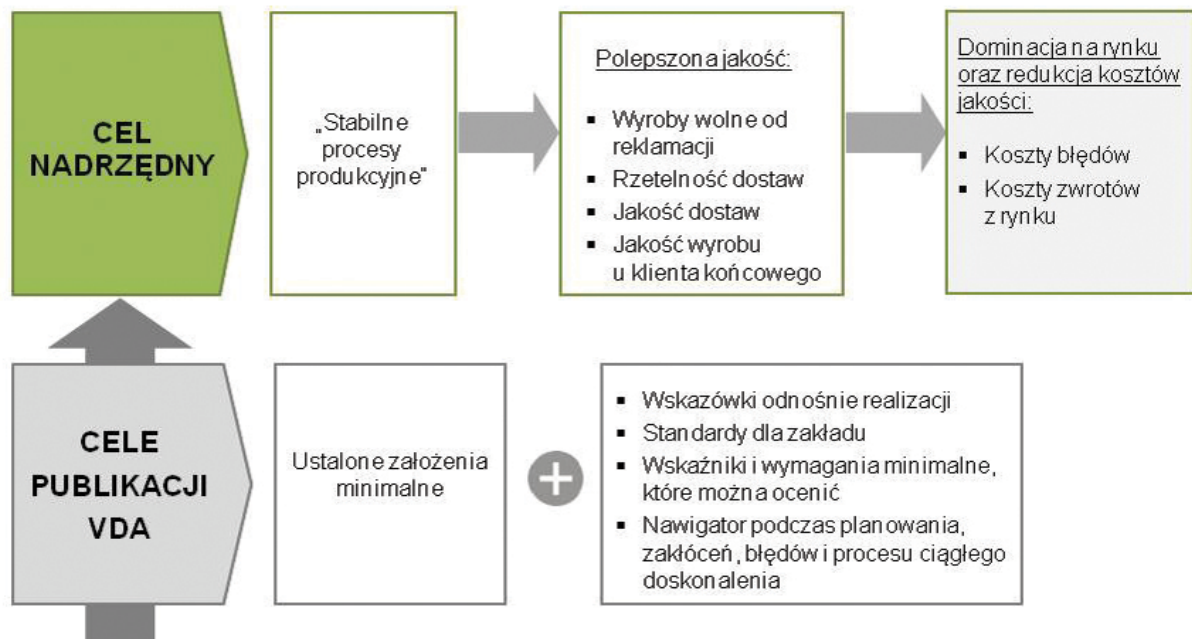 CEL
NADRZĘDNY
„Stabilne
procesy
produkcyjne"
Polepszona jakość:
▪ Wyroby wolne od
reklamacji
▪ Rzetelność dostaw
▪ Jakość dostaw
▪ Jakość wyrobu
u klienta końcowego
Dominacja na rynku
oraz redukcja kosztów
jakości:
▪ Koszty błędów
▪ Koszty zwrotów
z rynku
CELE
PUBLIKACJI
VDA
Ustalone założenia
minimalne
+
▪ Wskazówki odnośnie realizacji
▪ Standardy dla zakładu
▪ Wskaźniki i wymagania minimalne,
które można ocenić
▪ Nawigator podczas planowania,
zakłóceń, błędów i procesu ciągłego
doskonalenia